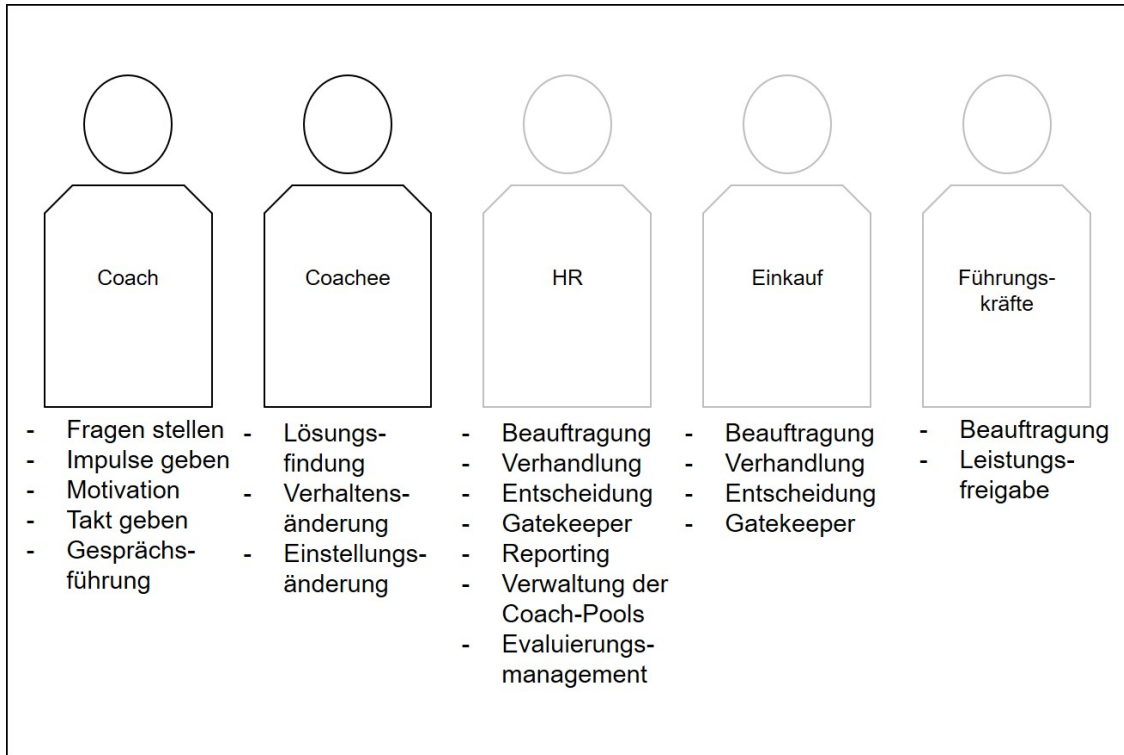 Coach
Coachee
HR
Einkauf
Führungs-
kräfte
- Fragen stellen
- Impulse geben
- Motivation
- Takt geben
- Gesprächs-
führung
- Lösungs-
findung
- Verhaltens-
änderung
- Einstellungs-
änderung
- Beauftragung
- Verhandlung
- Entscheidung
- Gatekeeper
- Reporting
- Verwaltung der
Coach-Pools
- Evaluierungs-
management
- Beauftragung
- Verhandlung
- Entscheidung
- Gatekeeper
- Beauftragung
- Leistungs-
freigabe